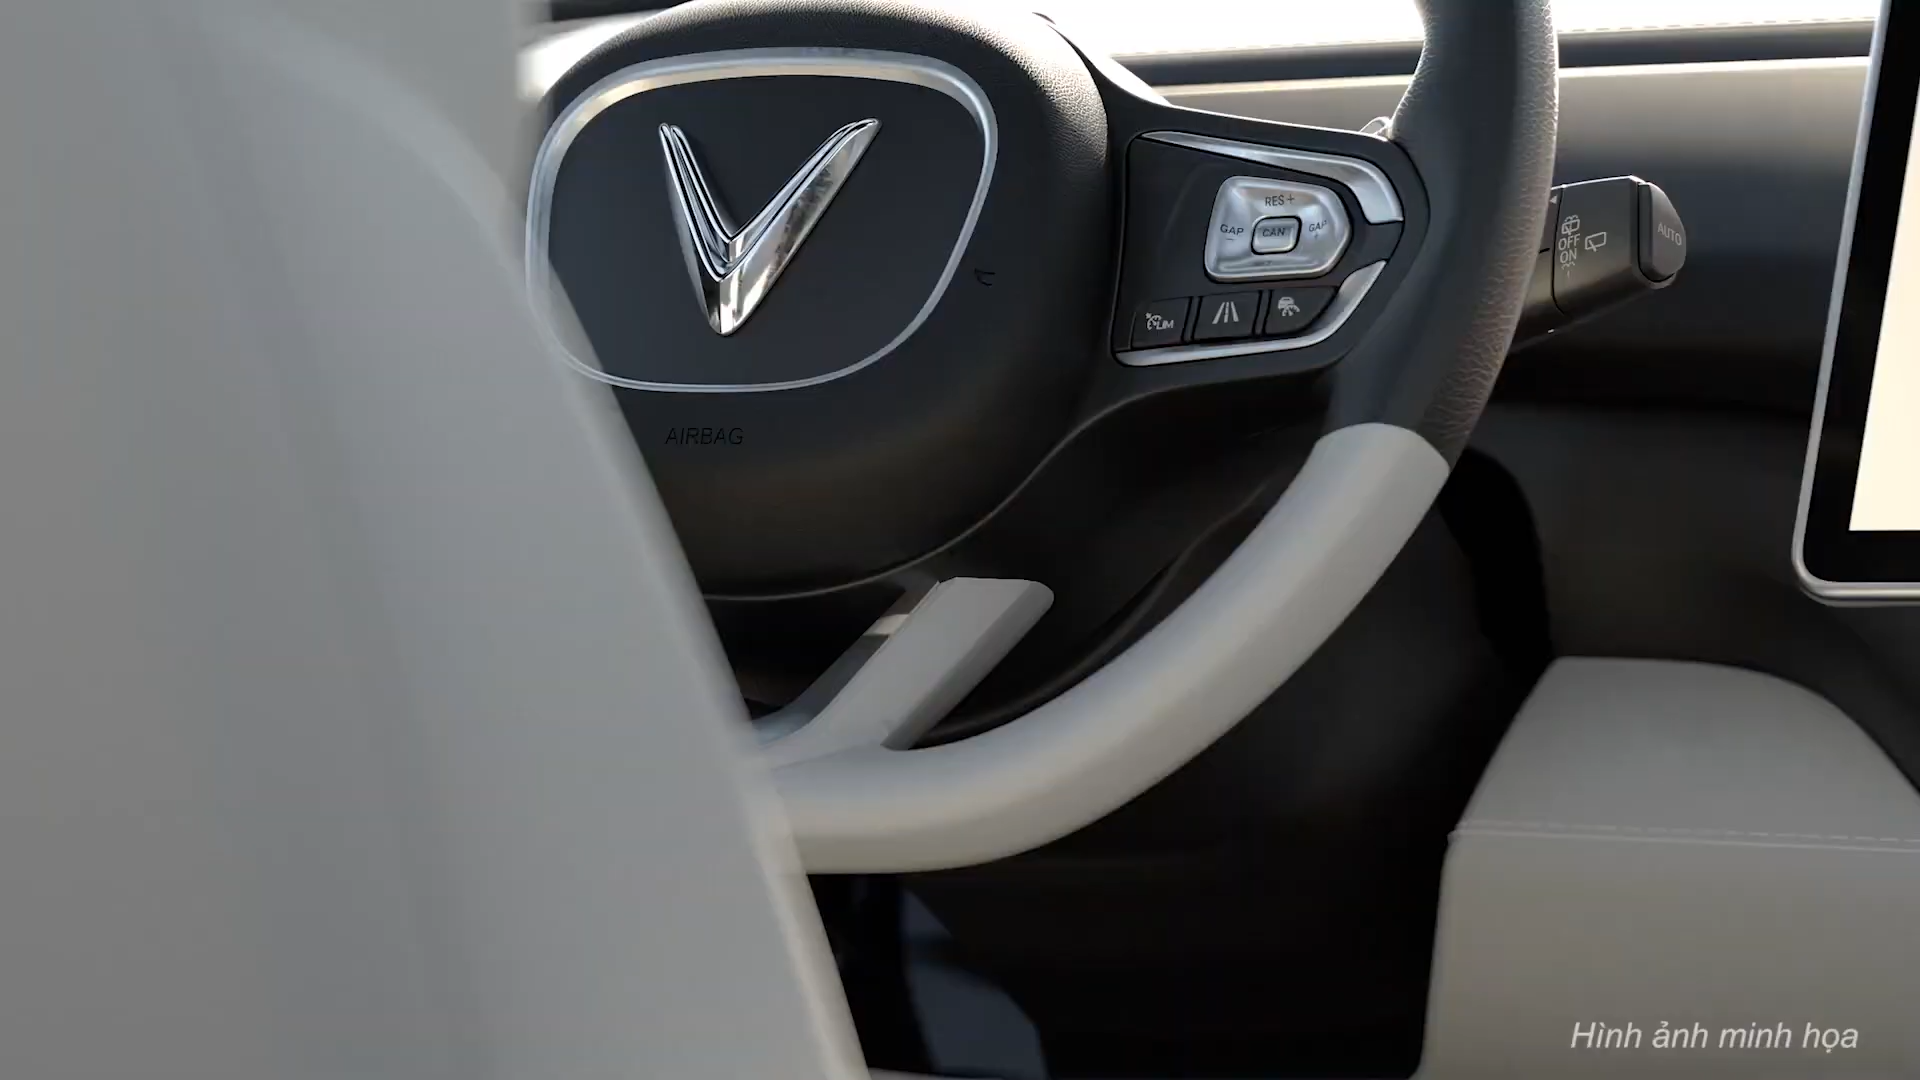 RES +
GAP
CAN
GAP
LIM
AIRBAG
OFF
ON
AUTO
Hình ảnh minh họa